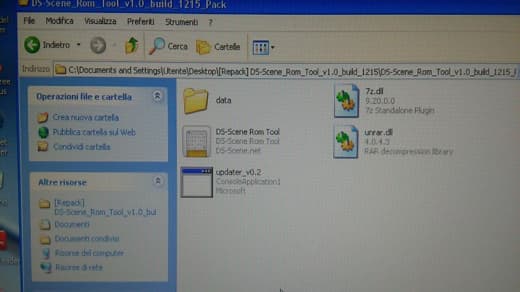 DS-Scene_Rom_Tool_v1.0_build_1215_Pack
File Modifica Visualizza Preferiti Strumenti ?
Indietro Cerca Cartelle
Indirizzo C:\Documents and Settings\Utente\Desktop\[Repack] DS-Scene_Rom_Tool_v1.0_build_1215\DS-Scene_Rom_Tool_v1.0_build_1215_
Operazioni file e cartella
Crea nuova cartella
Pubblica cartella sul Web
Condividi cartella
Altre risorse
[Repack]
DS-Scene_Rom_Tool_v1.0_bui
Documenti
Documenti condivisi
Risorse del computer
Risorse di rete
data
7z.dll
9.20.0.0
7z Standalone Plugin
DS-Scene Rom Tool
DS-Scene Rom Tool
DS-Scene.net
unrar.dll
4.0.4.3
RAR decompression library
updater_v0.2
ConsoleApplication1
Microsoft